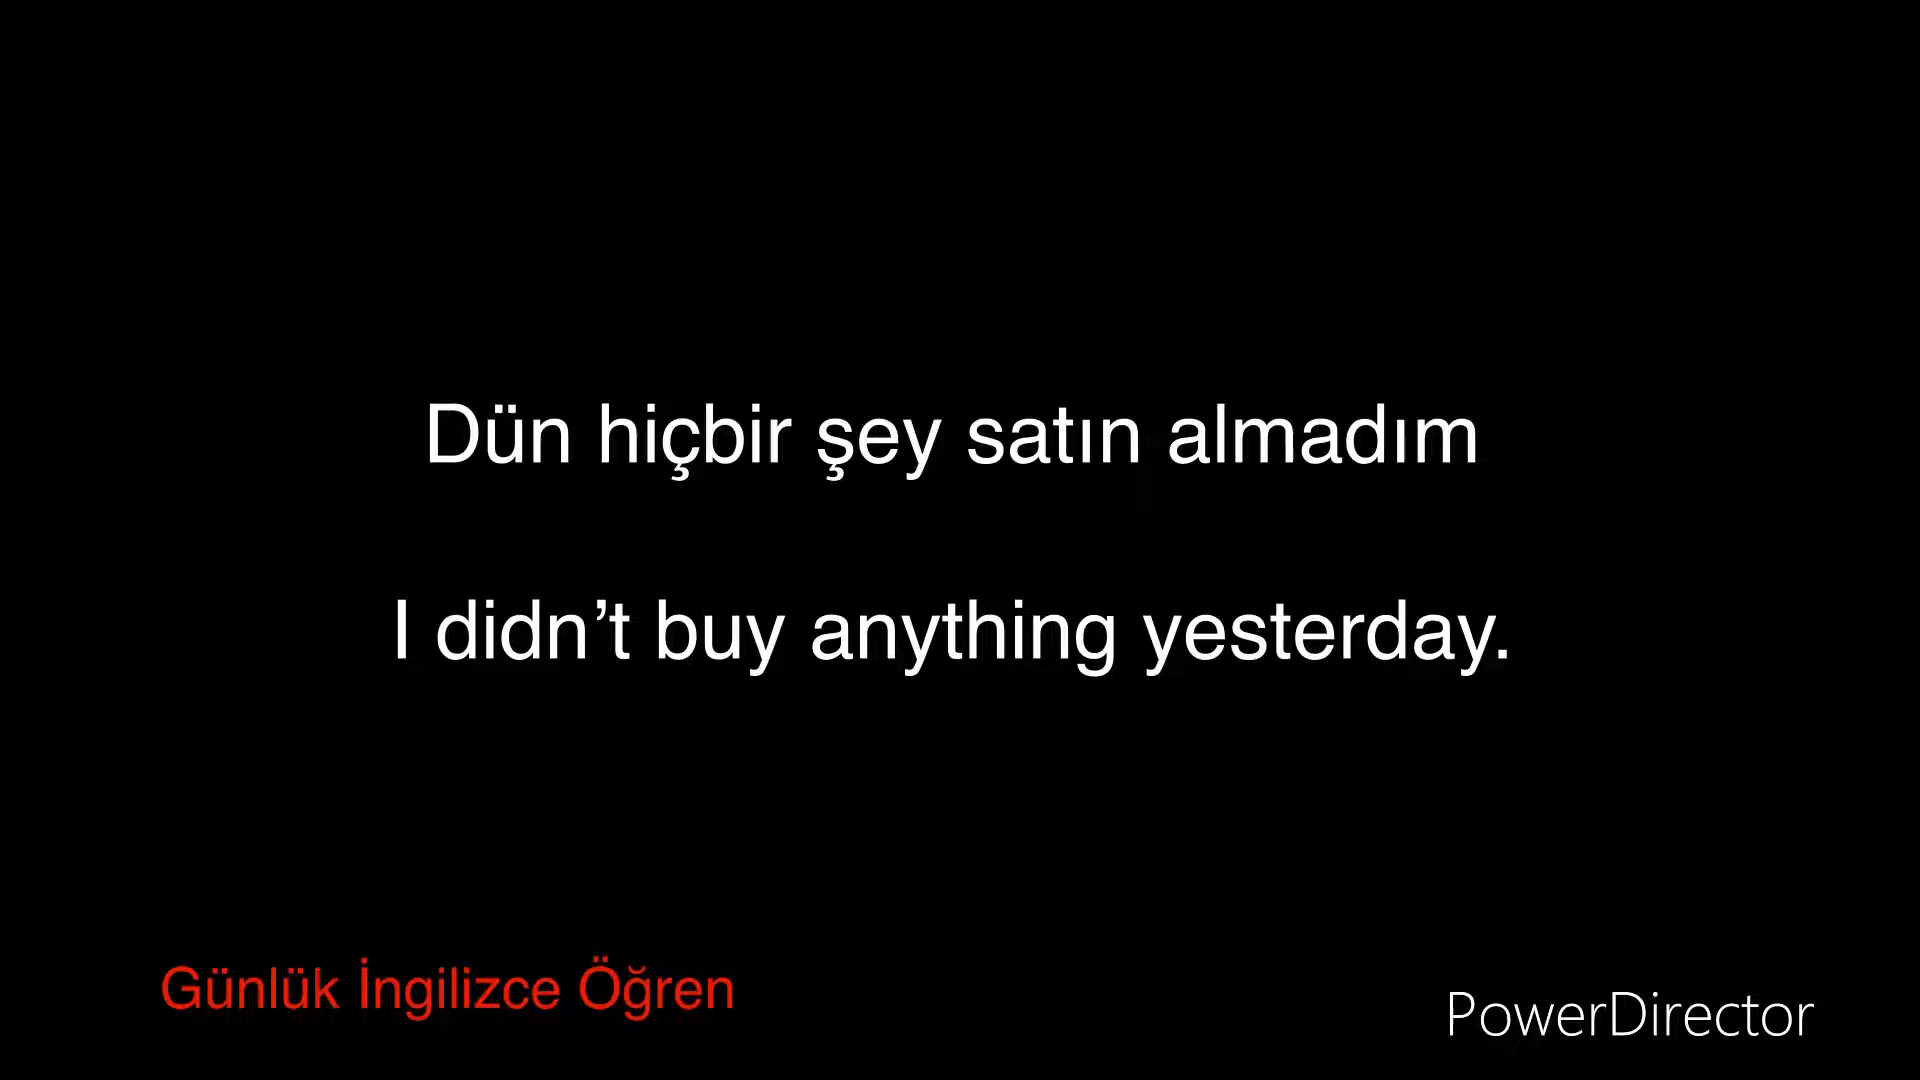 Dün hiçbir şey satın almadım
I didn’t buy anything yesterday.
Günlük İngilizce Öğren
PowerDirector